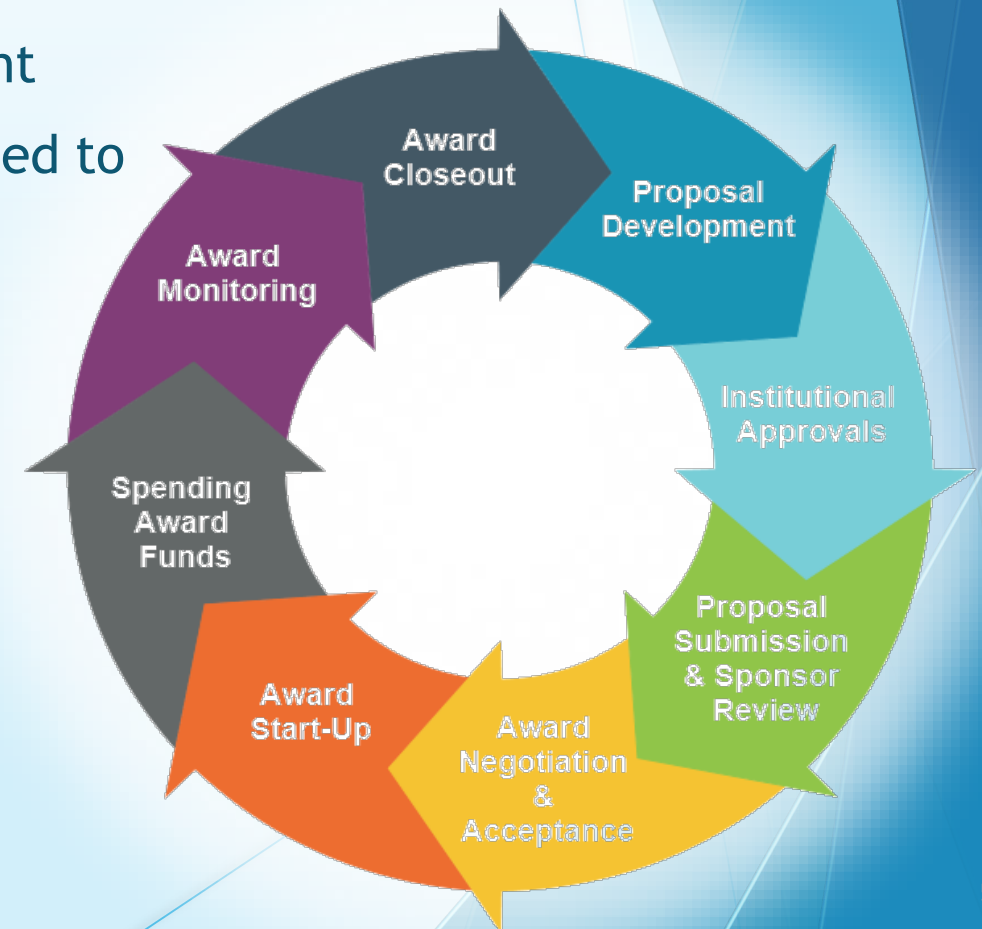 nt
ed to
Award
Closeout
Proposal
Development
Institutional
Approvals
Proposal
Submission
& Sponsor
Review
Award
Negotiation
&
Acceptance
Award
Start-Up
Spending
Award
Funds
Award
Monitoring